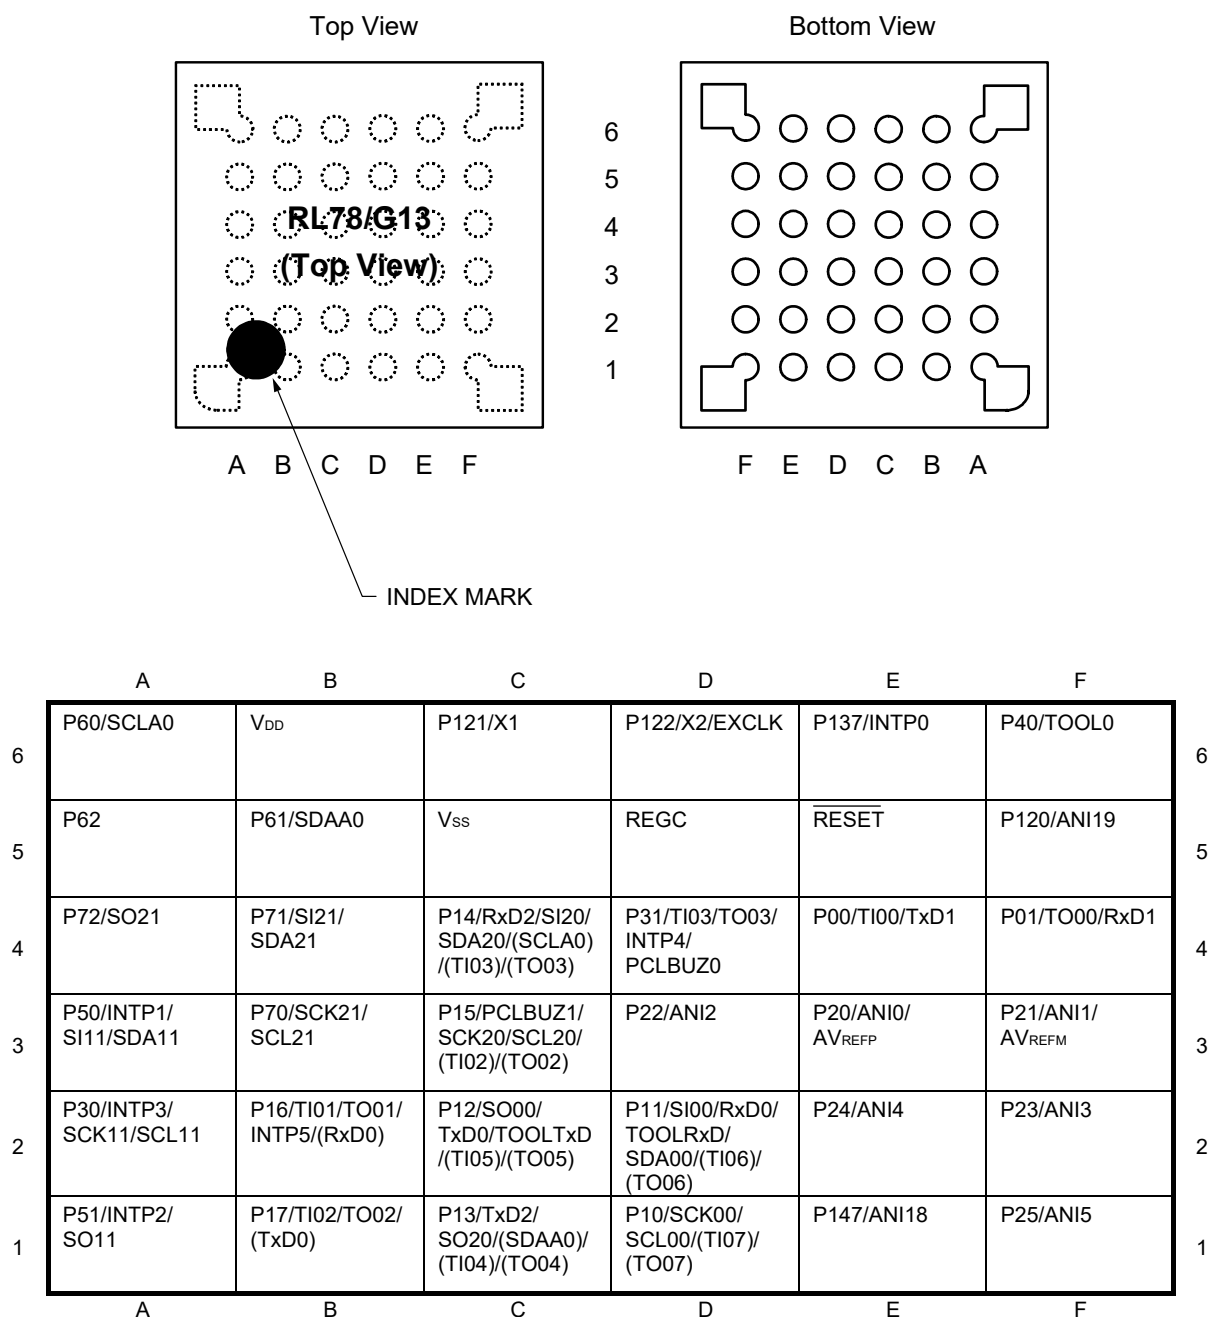 Top View
Bottom View
RL78/G13
(Top View)
6
5
4
3
2
1
A B C D E F
F E D C B A
INDEX MARK
A B C D E F
6
P60/SCLA0
VDD
P121/X1
P122/X2/EXCLK
P137/INTP0
P40/TOOL0
6
5
P62
P61/SDAA0
VSS
REGC
RESET
P120/ANI19
5
4
P72/SO21
P71/SI21/
SDA21
P14/RxD2/SI20/
SDA20/(SCLA0)
/(TI03)/(TO03)
P31/TI03/TO03/
INTP4/
PCLBUZ0
P00/TI00/TxD1
P01/TO00/RxD1
4
3
P50/INTP1/
SI11/SDA11
P70/SCK21/
SCL21
P15/PCLBUZ1/
SCK20/SCL20/
(TI02)/(TO02)
P22/ANI2
P20/ANI0/
AVREFP
P21/ANI1/
AVREFM
3
2
P30/INTP3/
SCK11/SCL11
P16/TI01/TO01/
INTP5/(RxD0)
P12/SO00/
TxD0/TOOLTxD
/(TI05)/(TO05)
P11/SI00/RxD0/
TOOLRxD/
SDA00/(TI06)/
(TO06)
P24/ANI4
P23/ANI3
2
1
P51/INTP2/
SO11
P17/TI02/TO02/
(TxD0)
P13/TxD2/
SO20/(SDAA0)/
(TI04)/(TO04)
P10/SCK00/
SCL00/(TI07)/
(TO07)
P147/ANI18
P25/ANI5
1
A B C D E F